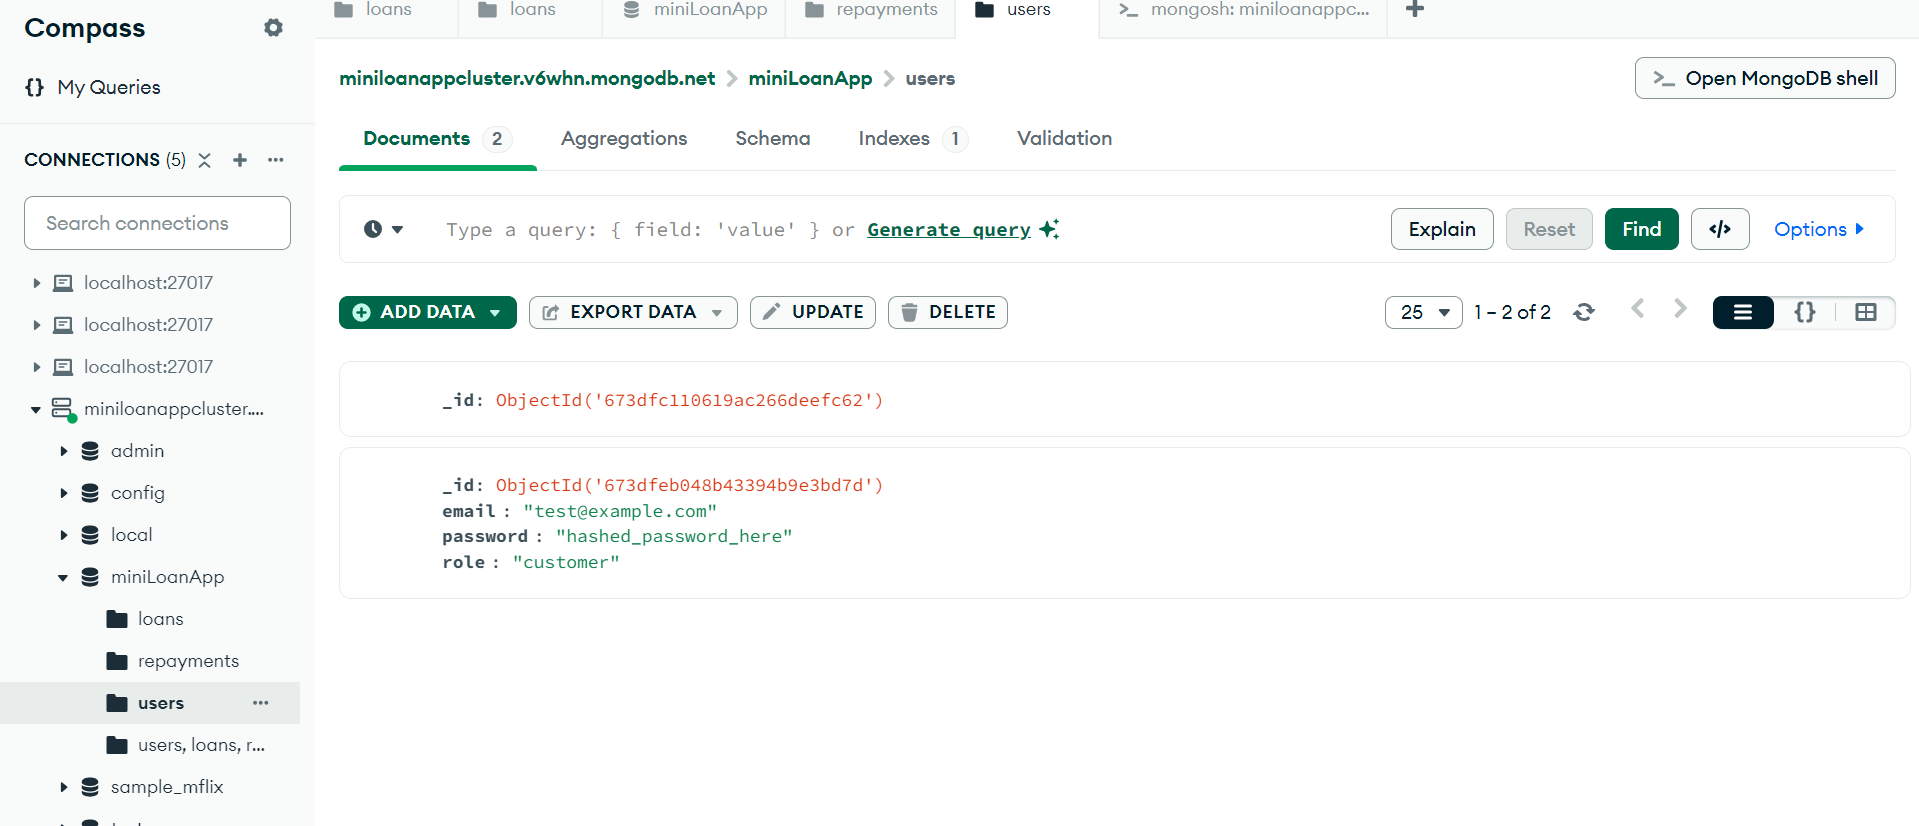 Compass
My Queries
CONNECTIONS (5)
Search connections
localhost:27017
localhost:27017
localhost:27017
miniloanappcluster....
admin
config
local
miniLoanApp
loans
repayments
users
users, loans, r...
sample_mflix
loans
loans
miniLoanApp
repayments
users
mongosh: miniloanappc...
miniloanappcluster.v6whn.mongodb.net > miniLoanApp > users
>_ Open MongoDB shell
Documents 2 Aggregations Schema Indexes 1 Validation
Type a query: { field: 'value' } or Generate query
Explain Reset Find </> Options
ADD DATA EXPORT DATA UPDATE DELETE
25 1 – 2 of 2 {}
_id: ObjectId('673dfc110619ac266deefc62')
_id: ObjectId('673dfeb048b43394b9e3bd7d')
email : "test@example.com"
password : "hashed_password_here"
role : "customer"